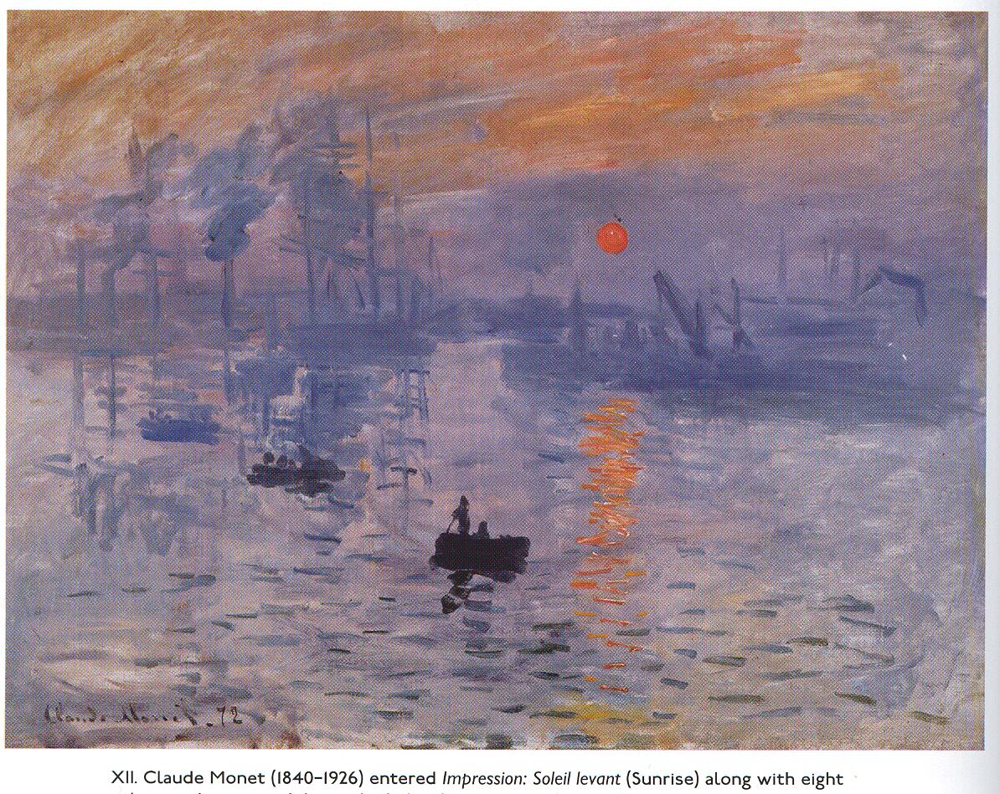 Claude Monet . 72
XII. Claude Monet (1840–1926) entered Impression: Soleil levant (Sunrise) along with eight